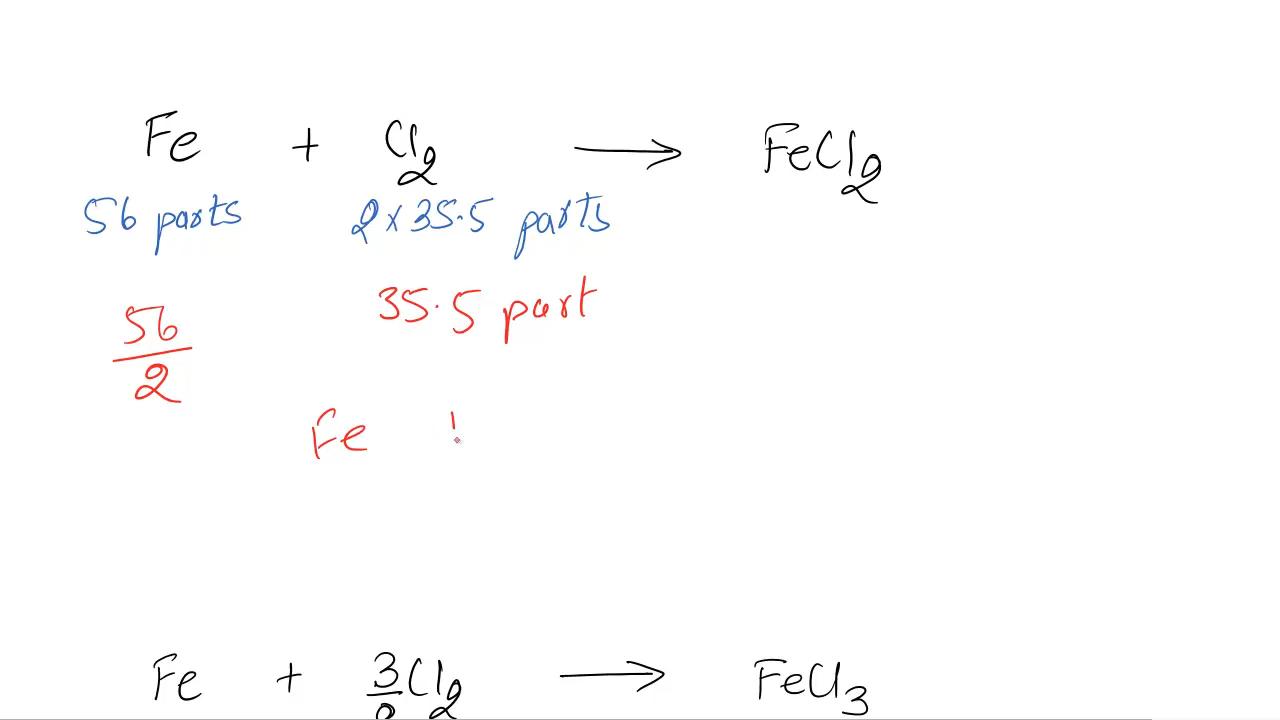 Fe + Cl2 → FeCl2
56 parts 2 x 35.5 parts
56/2 35.5 part
Fe
Fe + 3/2 Cl2 → FeCl3